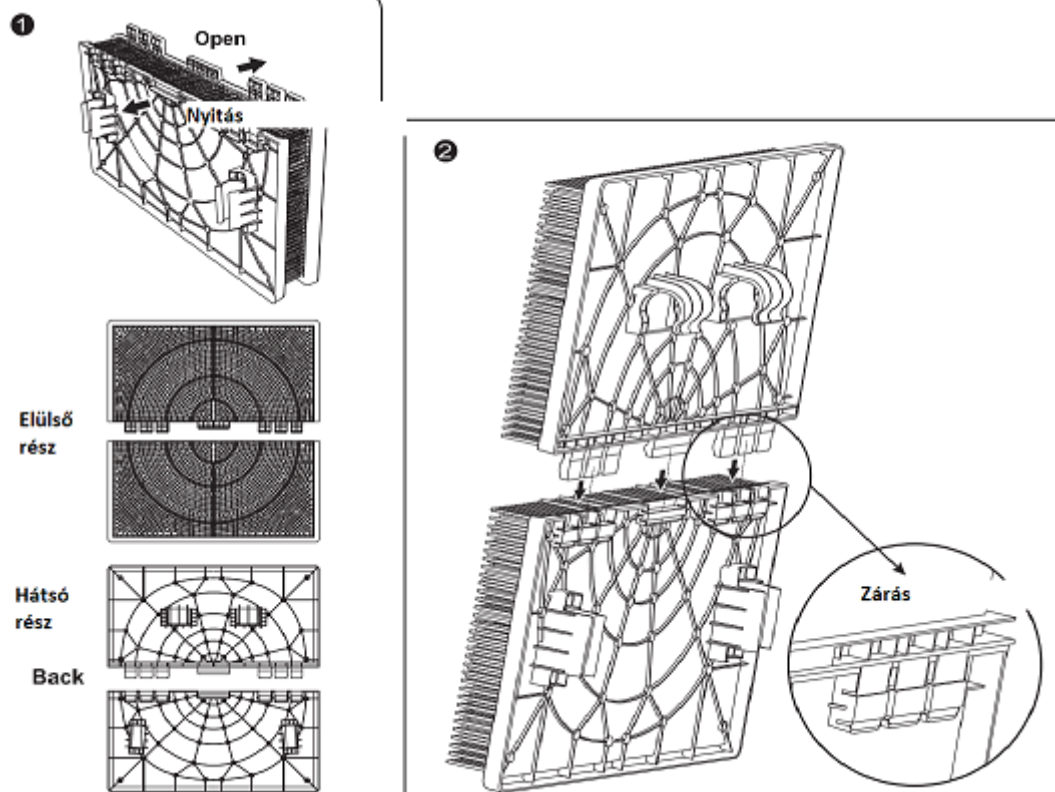 ❶
Open
Nyitás
Elülső
rész
Hátsó
rész
Back
❷
Zárás